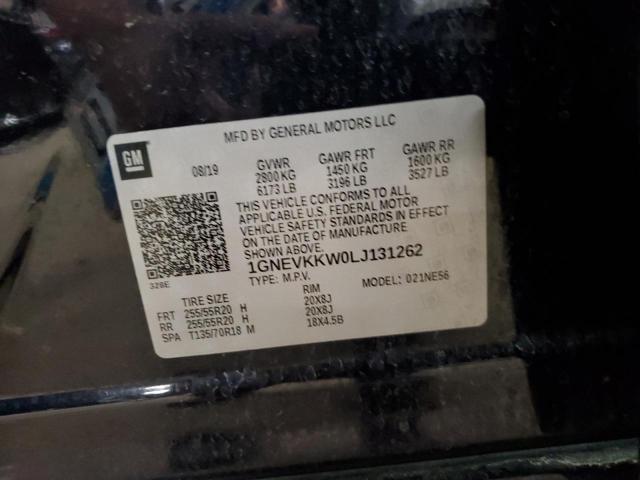 MFD BY GENERAL MOTORS LLC
GM
08/19 GVWR GAWR FRT GAWR RR
2800 KG 1450 KG 1600 KG
6173 LB 3196 LB 3527 LB
THIS VEHICLE CONFORMS TO ALL
APPLICABLE U.S. FEDERAL MOTOR
VEHICLE SAFETY STANDARDS IN EFFECT
ON THE DATE OF MANUFACTURE
SHOWN ABOVE.
1GNEVKKW0LJ131262
TYPE: M.P.V. MODEL: 021NE56
326E
TIRE SIZE RIM
FRT 255/55R20 H 20X8J
RR 255/55R20 H 20X8J
SPA T135/70R18 M 18X4.5B